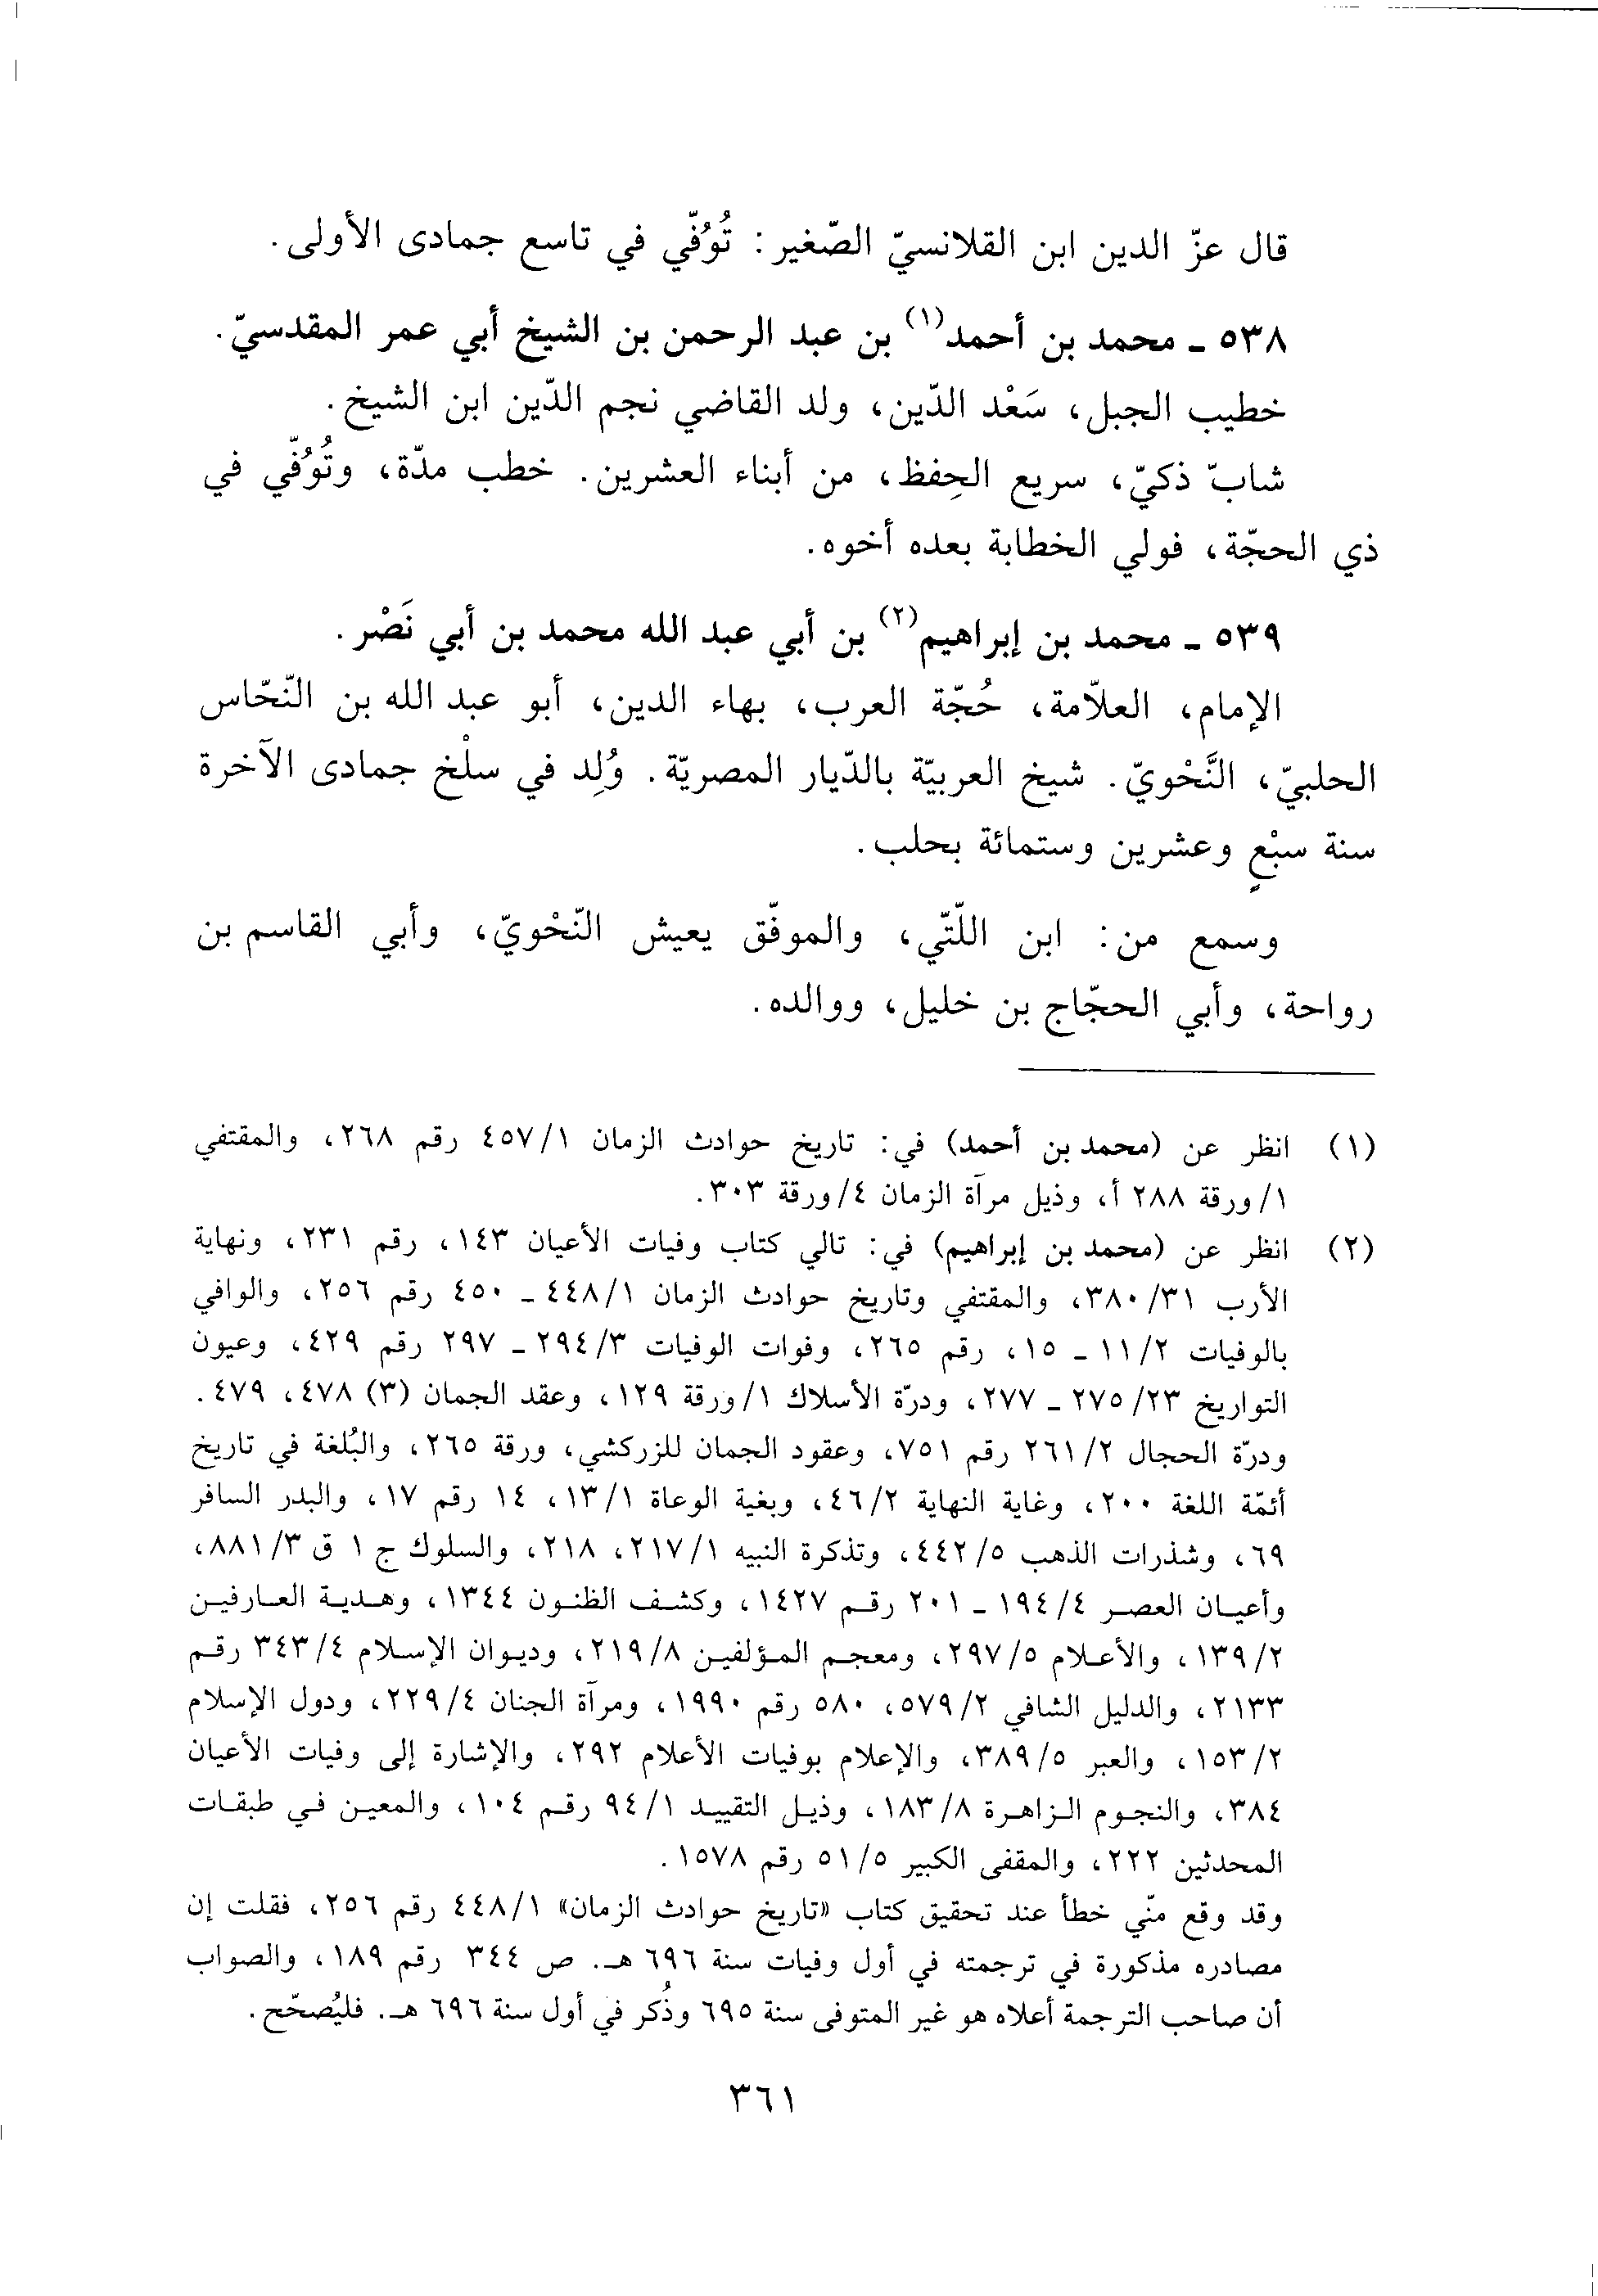 قال عزّ الدين ابن القلانسيّ الصّغير: تُوُفّي في تاسع جمادى الأولى.
٥٣٨ ـ محمد بن أحمد(١) بن عبد الرحمن بن الشيخ أبي عمر المقدسيّ.
خطيب الجبل، سَعْد الدّين، ولد القاضي نجم الدّين ابن الشيخ.
شابّ ذكيّ، سريع الحِفظ، من أبناء العشرين. خطب مدّة، وتُوُفّي في
ذي الحجّة، فولي الخطابة بعده أخوه.
٥٣٩ ـ محمد بن إبراهيم(٢) بن أبي عبد الله محمد بن أبي نَصْر.
الإمام، العلاّمة، حُجّة العرب، بهاء الدين، أبو عبد الله بن النّحّاس
الحلبيّ، النَّحْويّ. شيخ العربيّة بالدّيار المصريّة. وُلِد في سلْخ جمادى الآخرة
سنة سبْعٍ وعشرين وستمائة بحلب.
وسمع من: ابن اللّتّي، والموفّق يعيش النّحْويّ، وأبي القاسم بن
رواحة، وأبي الحجّاج بن خليل، ووالده.
(١) انظر عن (محمد بن أحمد) في: تاريخ حوادث الزمان ٤٥٧/١ رقم ٢٦٨، والمقتفي
١/ورقة ٢٨٨ أ، وذيل مرآة الزمان ٤/ورقة ٣٠٣.
(٢) انظر عن (محمد بن إبراهيم) في: تالي كتاب وفيات الأعيان ١٤٣، رقم ٢٣١، ونهاية
الأرب ٣٨٠/٣١، والمقتفي وتاريخ حوادث الزمان ٤٤٨/١ ـ ٤٥٠ رقم ٢٥٦، والوافي
بالوفيات ١١/٢ ـ ١٥، رقم ٢٦٥، وفوات الوفيات ٢٩٤/٣ ـ ٢٩٧ رقم ٤٢٩، وعيون
التواريخ ٢٧٥/٢٣ ـ ٢٧٧، ودرّة الأسلاك ١/ورقة ١٢٩، وعقد الجمان (٣) ٤٧٨، ٤٧٩.
ودرّة الحجال ٢٦١/٢ رقم ٧٥١، وعقود الجمان للزركشي، ورقة ٢٦٥، والبُلغة في تاريخ
أئمّة اللغة ٢٠٠، وغاية النهاية ٤٦/٢، وبغية الوعاة ١٣/١، ١٤ رقم ١٧، والبدر السافر
٦٩، وشذرات الذهب ٤٤٢/٥، وتذكرة النبيه ٢١٧/١، ٢١٨، والسلوك ج ١ ق ٨٨١/٣،
وأعيان العصر ١٩٤/٤ ـ ٢٠١ رقم ١٤٢٧، وكشف الظنون ١٣٤٤، وهدية العارفين
١٣٩/٢، والأعلام ٢٩٧/٥، ومعجم المؤلفين ٢١٩/٨، وديوان الإسلام ٣٤٣/٤ رقم
٢١٣٣، والدليل الشافي ٥٧٩/٢، ٥٨٠ رقم ١٩٩٠، ومرآة الجنان ٢٢٩/٤، ودول الإسلام
١٥٣/٢، والعبر ٣٨٩/٥، والإعلام بوفيات الأعلام ٢٩٢، والإشارة إلى وفيات الأعيان
٣٨٤، والنجوم الزاهرة ١٨٣/٨، وذيل التقييد ٩٤/١ رقم ١٠٤، والمعين في طبقات
المحدثين ٢٢٢، والمقفى الكبير ٥١/٥ رقم ١٥٧٨.
وقد وقع منّي خطأ عند تحقيق كتاب «تاريخ حوادث الزمان» ٤٤٨/١ رقم ٢٥٦، فقلت إن
مصادره مذكورة في ترجمته في أول وفيات سنة ٦٩٦ هـ. ص ٣٤٤ رقم ١٨٩، والصواب
أن صاحب الترجمة أعلاه هو غير المتوفى سنة ٦٩٥ وذُكر في أول سنة ٦٩٦ هـ. فليُصحّح.
٣٦١